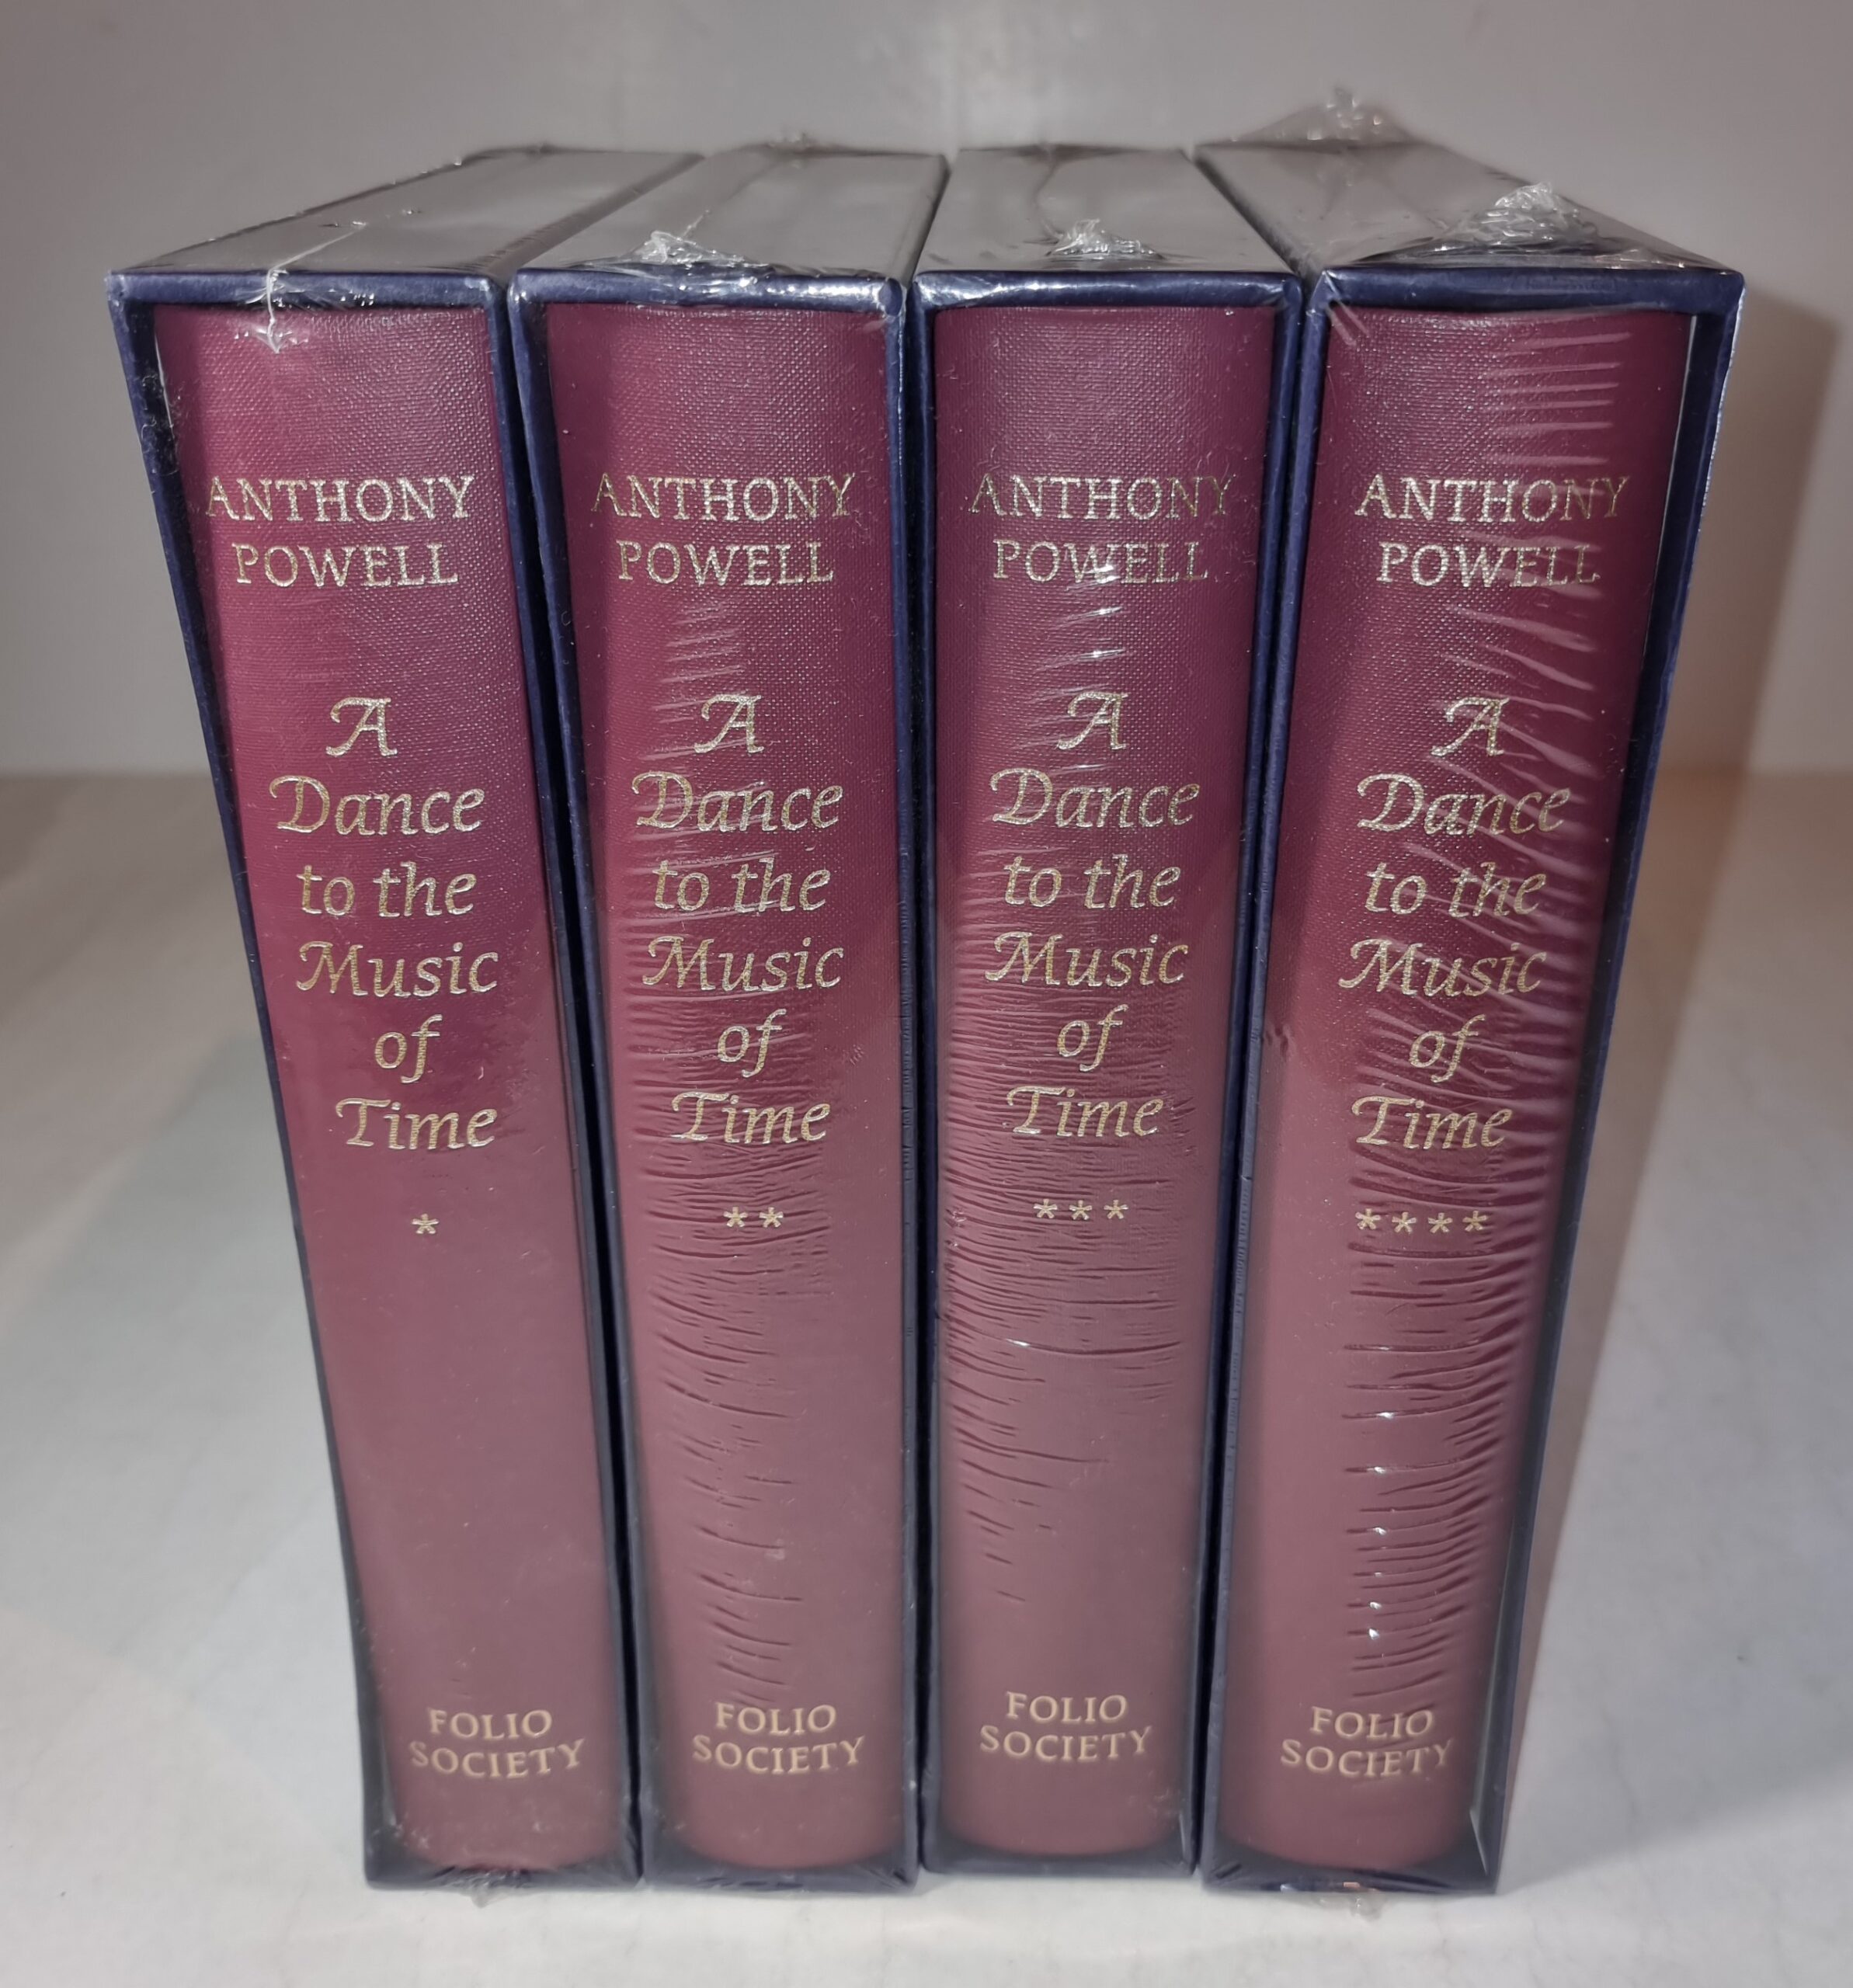 ANTHONY
POWELL
A
Dance
to the
Music
of
Time
*
FOLIO
SOCIETY
ANTHONY
POWELL
A
Dance
to the
Music
of
Time
**
FOLIO
SOCIETY
ANTHONY
POWELL
A
Dance
to the
Music
of
Time
***
FOLIO
SOCIETY
ANTHONY
POWELL
A
Dance
to the
Music
of
Time
****
FOLIO
SOCIETY